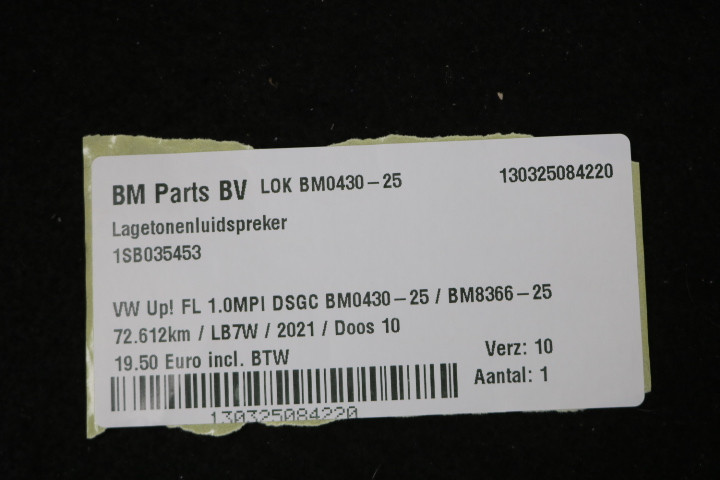 BM Parts BV LOK BM0430-25 130325084220
Lagetonenluidspreker
1SB035453
VW Up! FL 1.0MPI DSGC BM0430-25 / BM8366-25
72.612km / LB7W / 2021 / Doos 10
19.50 Euro incl. BTW Verz: 10
Aantal: 1
130325084220